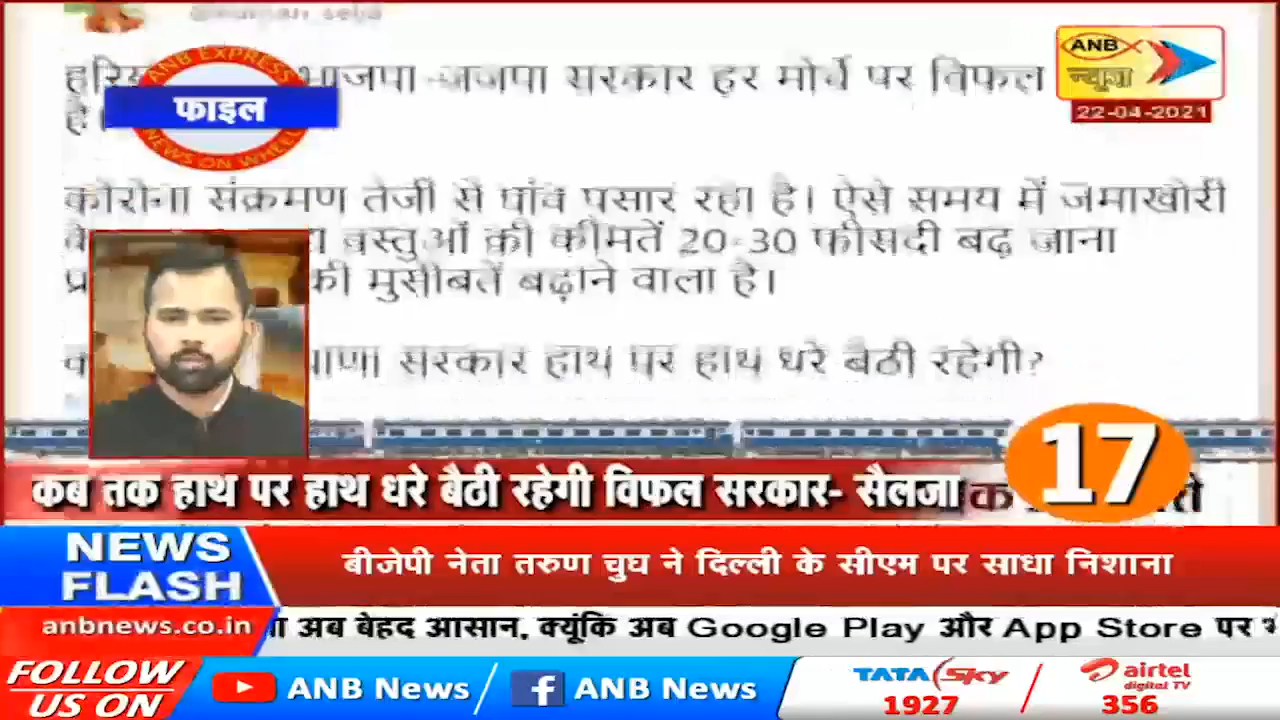 भाजपा-जजपा सरकार हर मोर्चे पर विफल
है।
कोरोना संक्रमण तेजी से पांव पसार रहा है। ऐसे समय में जमाखोरी
वस्तुओं की कीमतें 20-30 फीसदी बढ़ जाना
की मुसीबतें बढ़ाने वाला है।
सरकार हाथ पर हाथ धरे बैठी रहेगी?
ANB EXPRESS
फाइल
NEWS ON WHEEL
ANB
न्यूज़
22-04-2021
कब तक हाथ पर हाथ धरे बैठी रहेगी विफल सरकार- सैलजा
17
NEWS
FLASH
बीजेपी नेता तरुण चुघ ने दिल्ली के सीएम पर साधा निशाना
anbnews.co.in
अब बेहद आसान, क्यूंकि अब Google Play और App Store पर
FOLLOW
US ON
ANB News
ANB News
TATA Sky
1927
airtel
digital TV
356